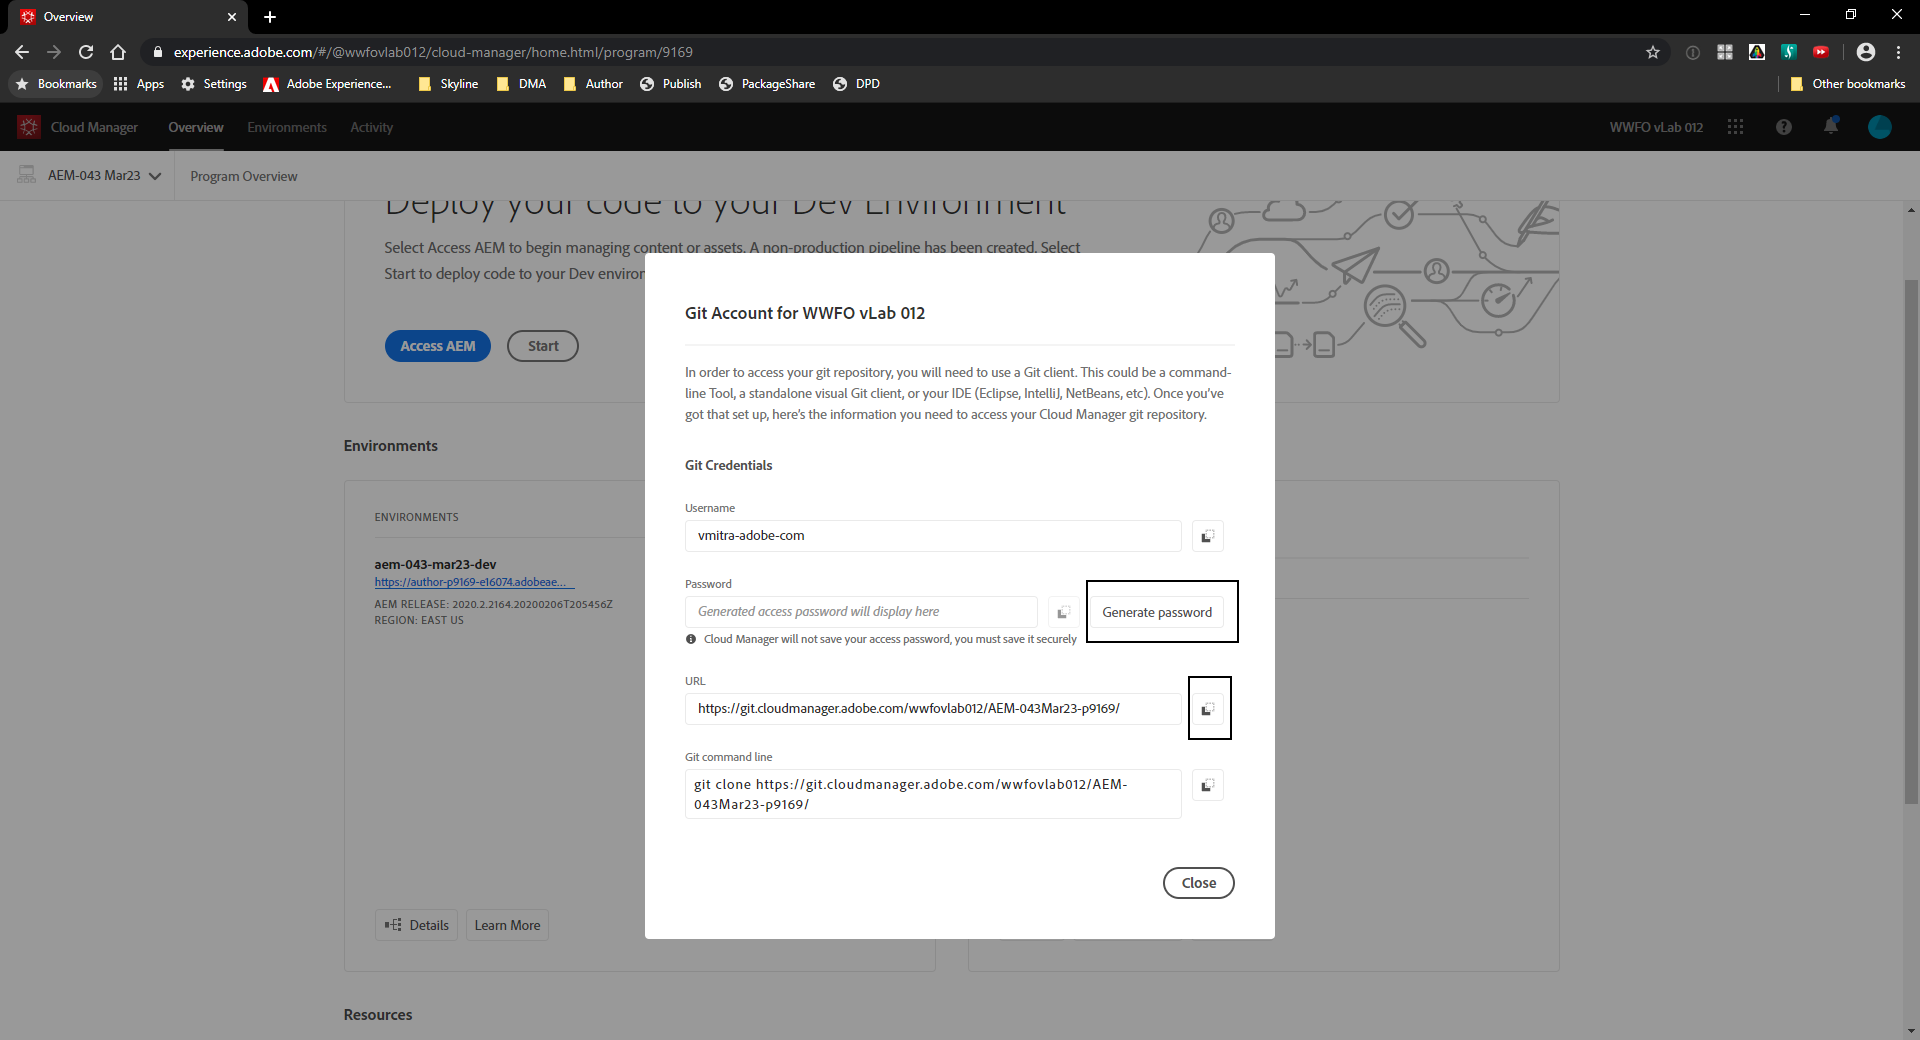 Overview
experience.adobe.com/#/@wwfovlab012/cloud-manager/home.html/program/9169
Bookmarks Apps Settings Adobe Experience... Skyline DMA Author Publish PackageShare DPD Other bookmarks
Cloud Manager Overview Environments Activity WWFO vLab 012
AEM-043 Mar23 Program Overview
Deploy your code to your Dev Environment
Select Access AEM to begin managing content or assets. A non-production pipeline has been created. Select
Start to deploy code to your Dev environ
Access AEM Start
Environments
ENVIRONMENTS
aem-043-mar23-dev
https://author-p9169-e16074.adobeae...
AEM RELEASE: 2020.2.2164.20200206T205456Z
REGION: EAST US
Details Learn More
Resources
Git Account for WWFO vLab 012
In order to access your git repository, you will need to use a Git client. This could be a command-
line Tool, a standalone visual Git client, or your IDE (Eclipse, IntelliJ, NetBeans, etc). Once you've
got that set up, here's the information you need to access your Cloud Manager git repository.
Git Credentials
Username
vmitra-adobe-com
Password
Generated access password will display here
Generate password
Cloud Manager will not save your access password, you must save it securely
URL
https://git.cloudmanager.adobe.com/wwfovlab012/AEM-043Mar23-p9169/
Git command line
git clone https://git.cloudmanager.adobe.com/wwfovlab012/AEM-
043Mar23-p9169/
Close